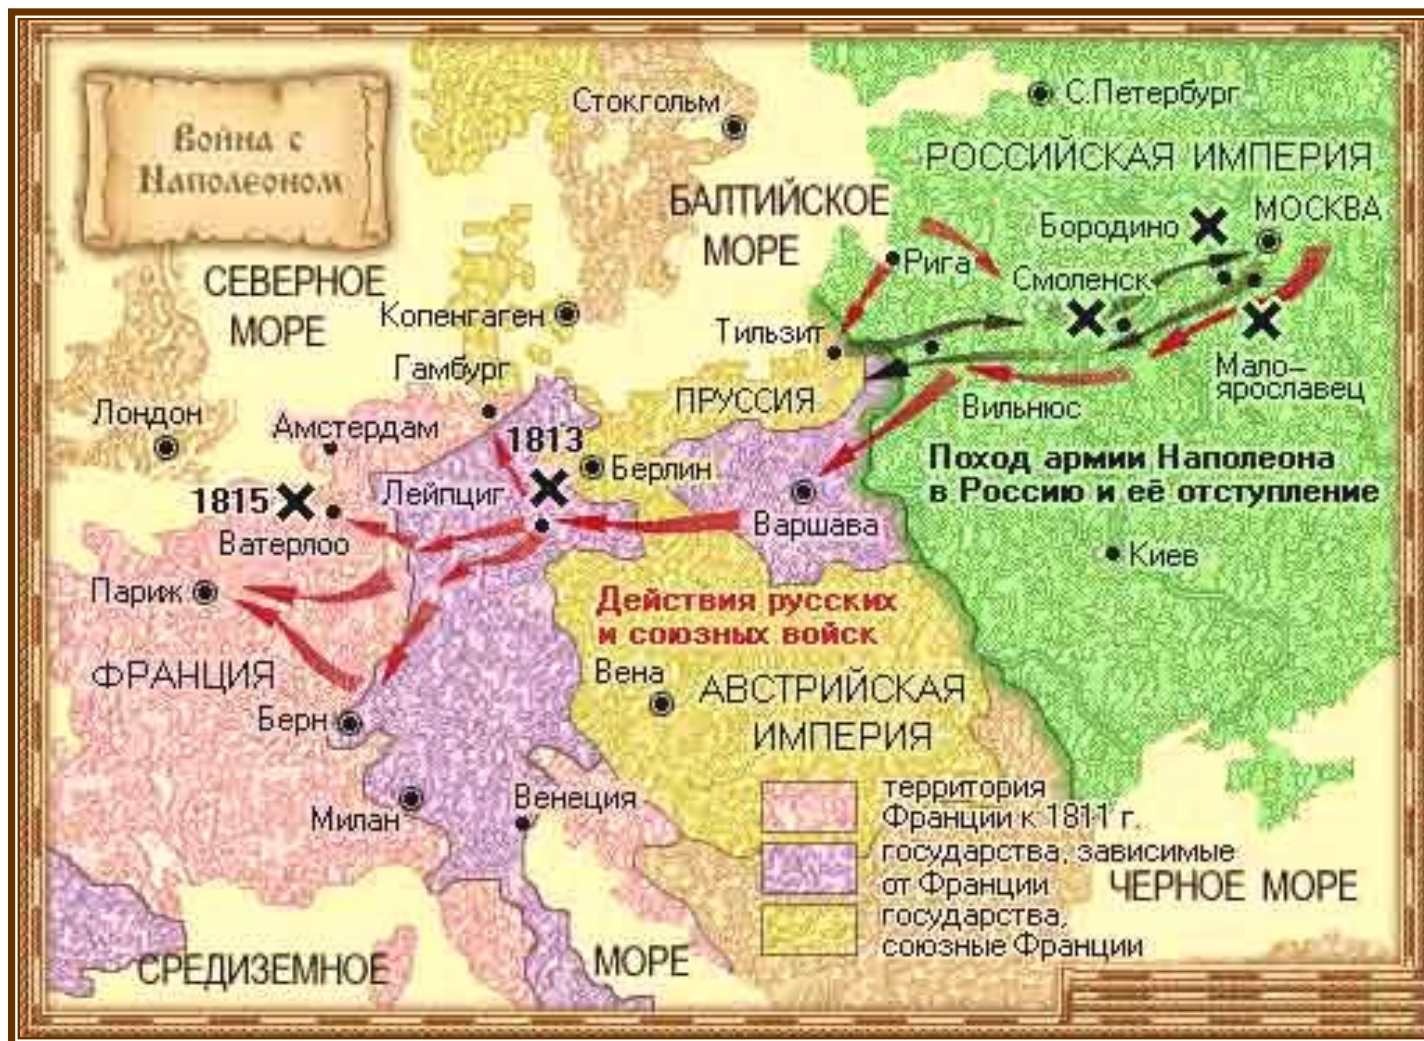 Война с
Наполеоном
Стокгольм
С.Петербург
РОССИЙСКАЯ ИМПЕРИЯ
БАЛТИЙСКОЕ
МОРЕ
Бородино
МОСКВА
Рига
Смоленск
СЕВЕРНОЕ
МОРЕ
Копенгаген
Тильзит
Гамбург
ПРУССИЯ
Вильнюс
Мало–
ярославец
Лондон
Амстердам
1813
Берлин
Поход армии Наполеона
в Россию и её отступление
1815
Лейпциг
Ватерлоо
Варшава
Киев
Париж
Действия русских
и союзных войск
ФРАНЦИЯ
Вена
АВСТРИЙСКАЯ
ИМПЕРИЯ
Берн
Милан
Венеция
территория
Франции к 1811 г.
государства, зависимые
от Франции
государства,
союзные Франции
ЧЕРНОЕ МОРЕ
СРЕДИЗЕМНОЕ
МОРЕ